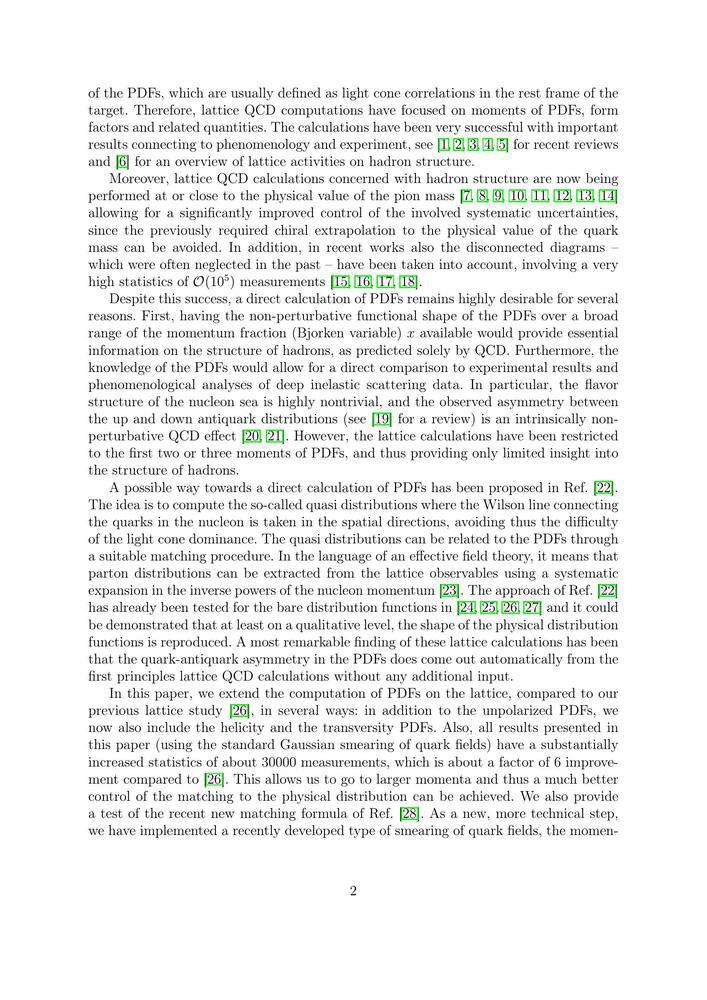 of the PDFs, which are usually defined as light cone correlations in the rest frame of the
target. Therefore, lattice QCD computations have focused on moments of PDFs, form
factors and related quantities. The calculations have been very successful with important
results connecting to phenomenology and experiment, see [1, 2, 3, 4, 5] for recent reviews
and [6] for an overview of lattice activities on hadron structure.
Moreover, lattice QCD calculations concerned with hadron structure are now being
performed at or close to the physical value of the pion mass [7, 8, 9, 10, 11, 12, 13, 14]
allowing for a significantly improved control of the involved systematic uncertainties,
since the previously required chiral extrapolation to the physical value of the quark
mass can be avoided. In addition, in recent works also the disconnected diagrams –
which were often neglected in the past – have been taken into account, involving a very
high statistics of 𝒪(10⁵) measurements [15, 16, 17, 18].
Despite this success, a direct calculation of PDFs remains highly desirable for several
reasons. First, having the non-perturbative functional shape of the PDFs over a broad
range of the momentum fraction (Bjorken variable) x available would provide essential
information on the structure of hadrons, as predicted solely by QCD. Furthermore, the
knowledge of the PDFs would allow for a direct comparison to experimental results and
phenomenological analyses of deep inelastic scattering data. In particular, the flavor
structure of the nucleon sea is highly nontrivial, and the observed asymmetry between
the up and down antiquark distributions (see [19] for a review) is an intrinsically non-
perturbative QCD effect [20, 21]. However, the lattice calculations have been restricted
to the first two or three moments of PDFs, and thus providing only limited insight into
the structure of hadrons.
A possible way towards a direct calculation of PDFs has been proposed in Ref. [22].
The idea is to compute the so-called quasi distributions where the Wilson line connecting
the quarks in the nucleon is taken in the spatial directions, avoiding thus the difficulty
of the light cone dominance. The quasi distributions can be related to the PDFs through
a suitable matching procedure. In the language of an effective field theory, it means that
parton distributions can be extracted from the lattice observables using a systematic
expansion in the inverse powers of the nucleon momentum [23]. The approach of Ref. [22]
has already been tested for the bare distribution functions in [24, 25, 26, 27] and it could
be demonstrated that at least on a qualitative level, the shape of the physical distribution
functions is reproduced. A most remarkable finding of these lattice calculations has been
that the quark-antiquark asymmetry in the PDFs does come out automatically from the
first principles lattice QCD calculations without any additional input.
In this paper, we extend the computation of PDFs on the lattice, compared to our
previous lattice study [26], in several ways: in addition to the unpolarized PDFs, we
now also include the helicity and the transversity PDFs. Also, all results presented in
this paper (using the standard Gaussian smearing of quark fields) have a substantially
increased statistics of about 30000 measurements, which is about a factor of 6 improve-
ment compared to [26]. This allows us to go to larger momenta and thus a much better
control of the matching to the physical distribution can be achieved. We also provide
a test of the recent new matching formula of Ref. [28]. As a new, more technical step,
we have implemented a recently developed type of smearing of quark fields, the momen-
2